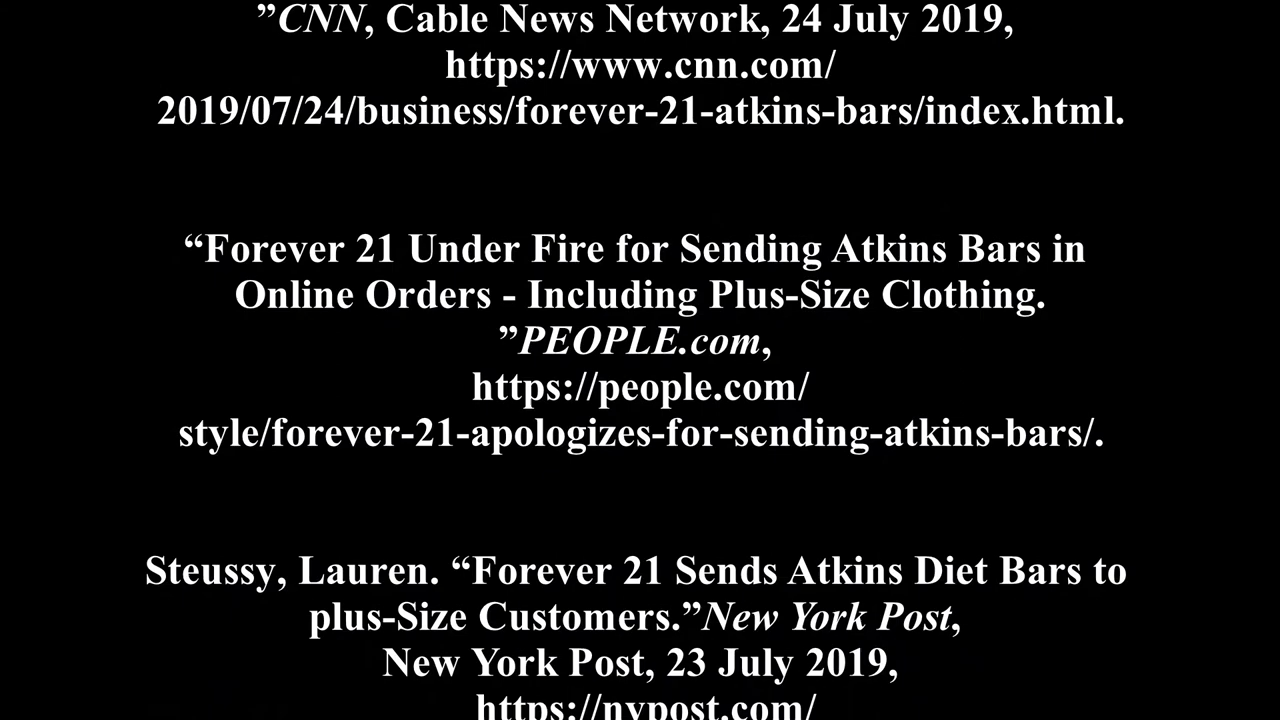 ”CNN, Cable News Network, 24 July 2019,
https://www.cnn.com/
2019/07/24/business/forever-21-atkins-bars/index.html.
“Forever 21 Under Fire for Sending Atkins Bars in
Online Orders - Including Plus-Size Clothing.
”PEOPLE.com,
https://people.com/
style/forever-21-apologizes-for-sending-atkins-bars/.
Steussy, Lauren. “Forever 21 Sends Atkins Diet Bars to
plus-Size Customers.”New York Post,
New York Post, 23 July 2019,
https://nypost.com/